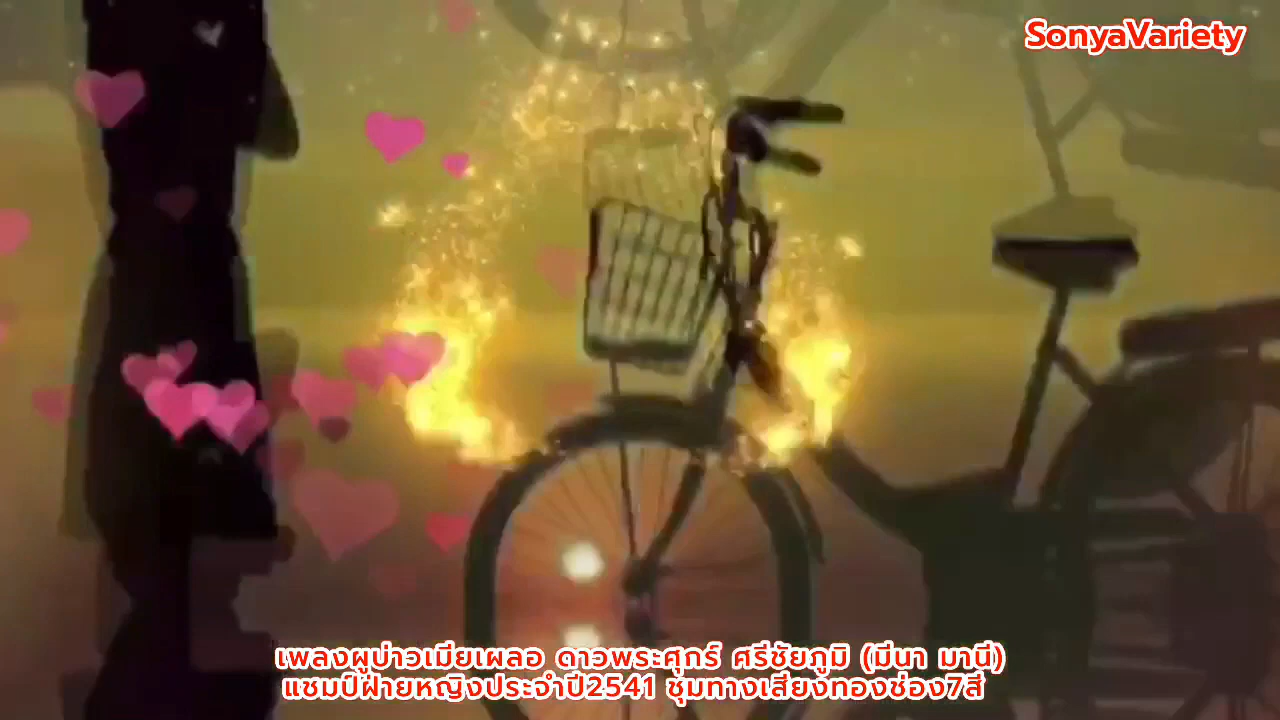 SonyaVariety
เพลงผู้บ่าวเมียเผลอ ดาวพระศุกร์ ศรีชัยภูมิ (มีนา มานี)
แชมป์ฝ่ายหญิงประจำปี2541 ชุมทางเสียงทองช่อง7สี